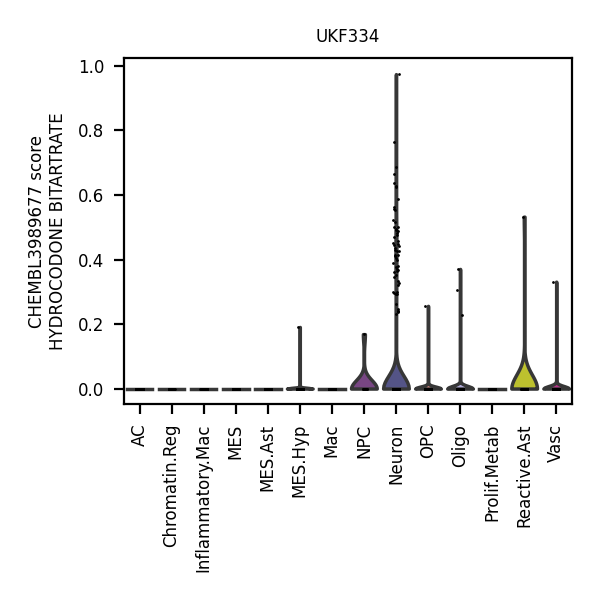 UKF334
CHEMBL3989677 score
HYDROCODONE BITARTRATE
1.0
0.8
0.6
0.4
0.2
0.0
AC
Chromatin.Reg
Inflammatory.Mac
MES
MES.Ast
MES.Hyp
Mac
NPC
Neuron
OPC
Oligo
Prolif.Metab
Reactive.Ast
Vasc